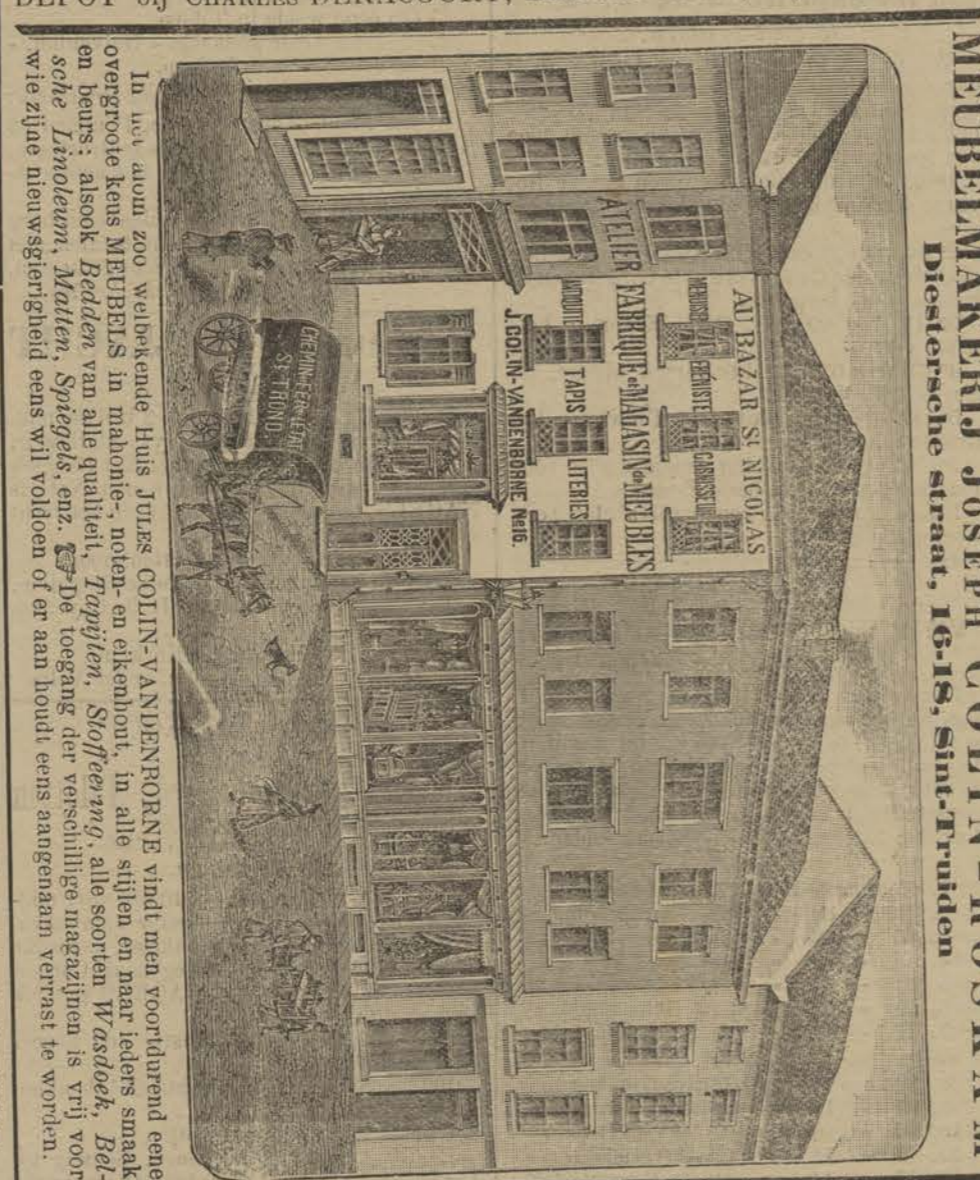 DEPOT bij CHARLES
MEUBELMAKERIJ JOSEPH COLIN-
Diestersche straat, 16-18, Sint-Truiden
AU BAZAR St NICOLAS
MENUISIER ÉBÉNISTE GARNISSEUR
FABRIQUE et MAGASIN de MEUBLES
ANTIQUITÉ TAPIS LITERIES
J. COLIN-VANDENBORNE No16.
ATELIER
CHEMIN DE FER
St TROND
In het alom zoo welbekende Huis JULES COLIN-VANDENBORNE vindt men voortdurend eene
overgroote keus MEUBELS in mahonie-, noten- en eikenhout, in alle stijlen en naar ieders smaak
en beurs; alsook Bedden van alle qualiteit, Tapijten, Stoffeering, alle soorten Wasdoek, Bel-
sche Linoleum, Matten, Spiegels, enz. ☞ De toegang der verschillige magazijnen is vrij voor
wie zijne nieuwsgierigheid eens wil voldoen of er aan houdt eens aangenaam verrast te worden.